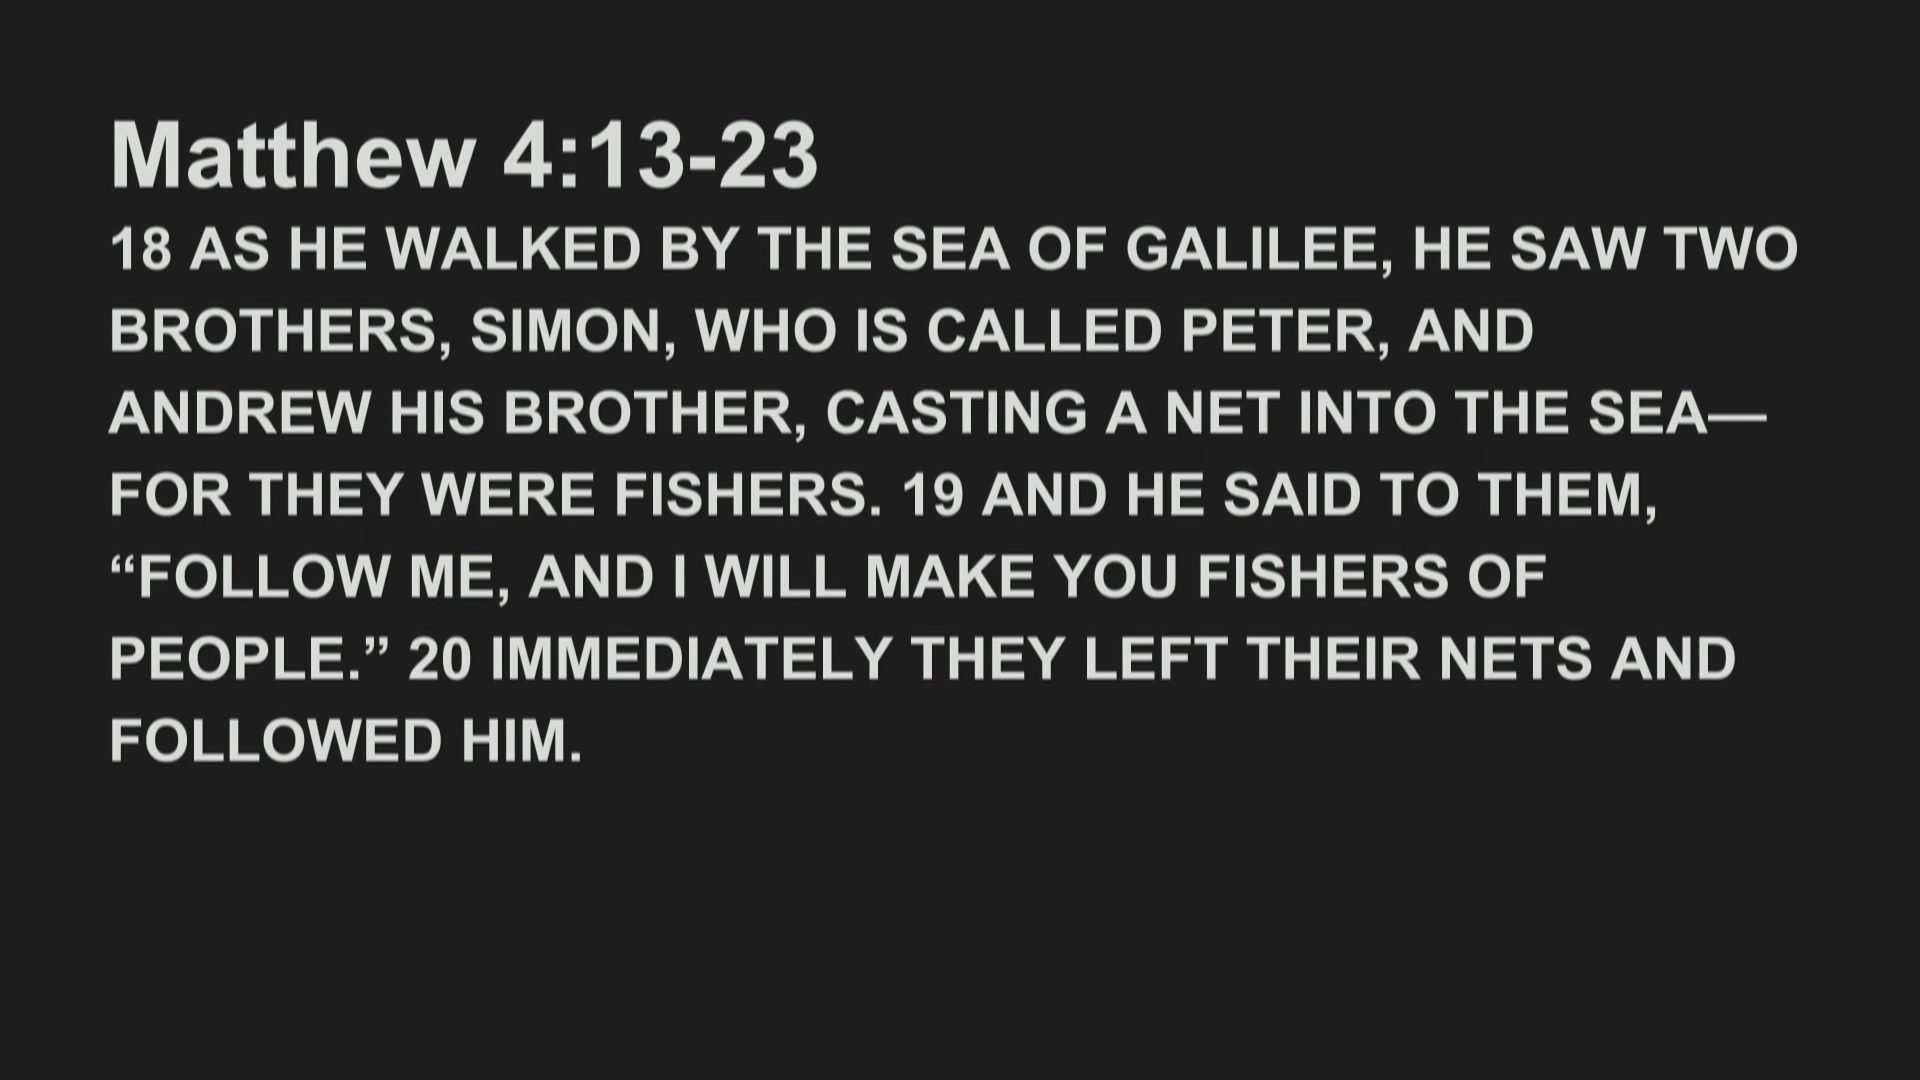 Matthew 4:13-23
18 AS HE WALKED BY THE SEA OF GALILEE, HE SAW TWO
BROTHERS, SIMON, WHO IS CALLED PETER, AND
ANDREW HIS BROTHER, CASTING A NET INTO THE SEA—
FOR THEY WERE FISHERS. 19 AND HE SAID TO THEM,
“FOLLOW ME, AND I WILL MAKE YOU FISHERS OF
PEOPLE.” 20 IMMEDIATELY THEY LEFT THEIR NETS AND
FOLLOWED HIM.